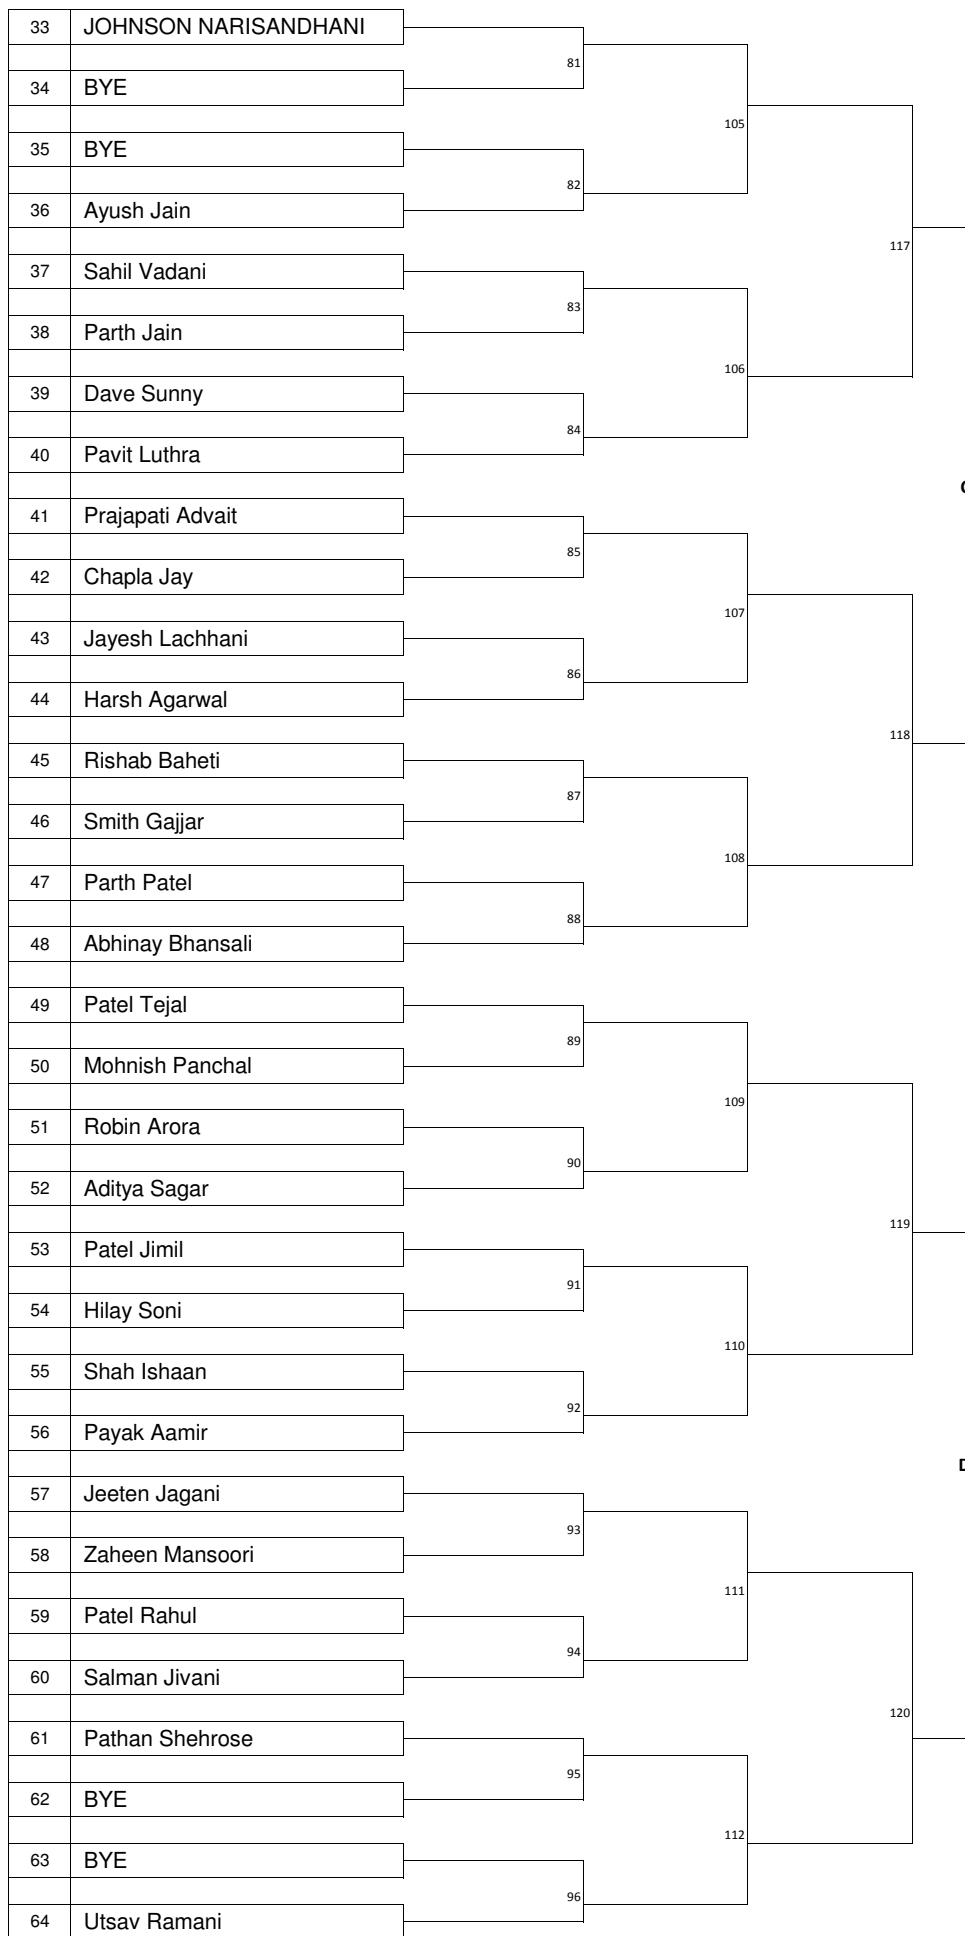 33 JOHNSON NARISANDHANI
81
34 BYE
105
35 BYE
82
36 Ayush Jain
117
37 Sahil Vadani
83
38 Parth Jain
106
39 Dave Sunny
84
40 Pavit Luthra
41 Prajapati Advait
85
42 Chapla Jay
107
43 Jayesh Lachhani
86
44 Harsh Agarwal
118
45 Rishab Baheti
87
46 Smith Gajjar
108
47 Parth Patel
88
48 Abhinay Bhansali
49 Patel Tejal
89
50 Mohnish Panchal
109
51 Robin Arora
90
52 Aditya Sagar
119
53 Patel Jimil
91
54 Hilay Soni
110
55 Shah Ishaan
92
56 Payak Aamir
D
57 Jeeten Jagani
93
58 Zaheen Mansoori
111
59 Patel Rahul
94
60 Salman Jivani
120
61 Pathan Shehrose
95
62 BYE
112
63 BYE
96
64 Utsav Ramani